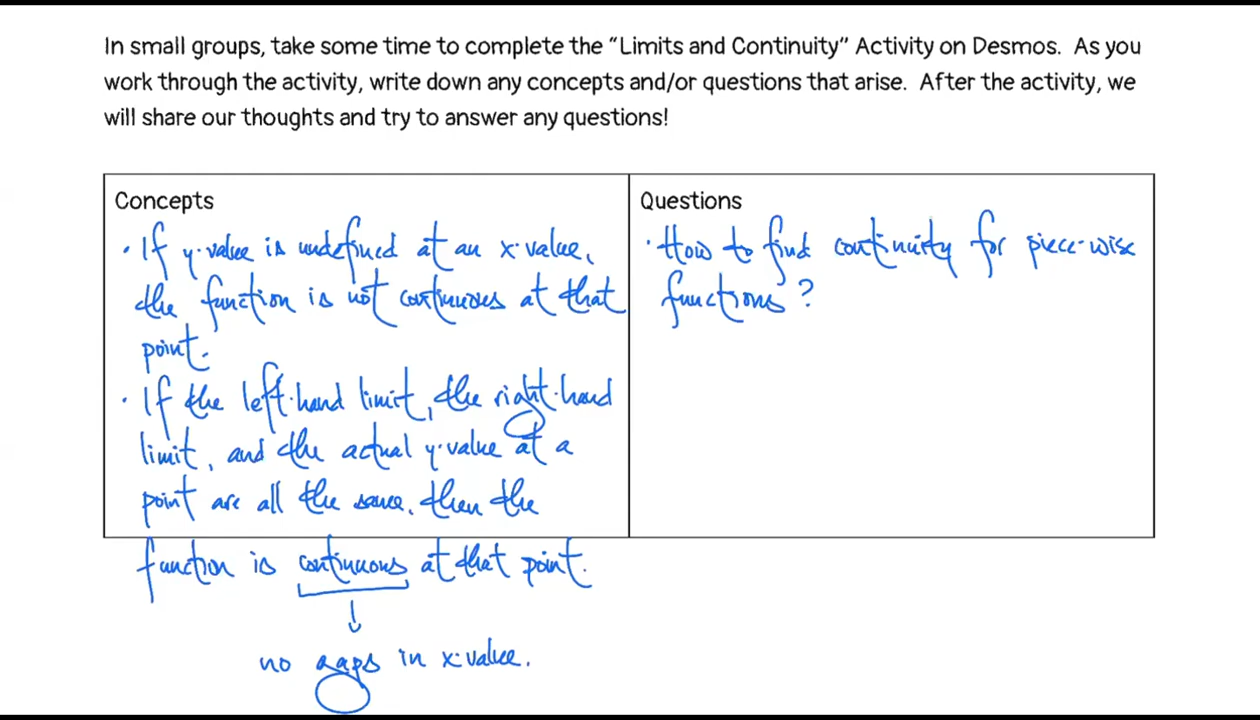 In small groups, take some time to complete the “Limits and Continuity” Activity on Desmos. As you
work through the activity, write down any concepts and/or questions that arise. After the activity, we
will share our thoughts and try to answer any questions!
Concepts
· If y-value is undefined at an x-value,
the function is not continuous at that
point.
· If the left-hand limit, the right-hand
limit, and the actual y-value at a
point are all the same, then the
function is continuous at that point.
no gaps in x-value.
Questions
· How to find continuity for piece-wise
functions?